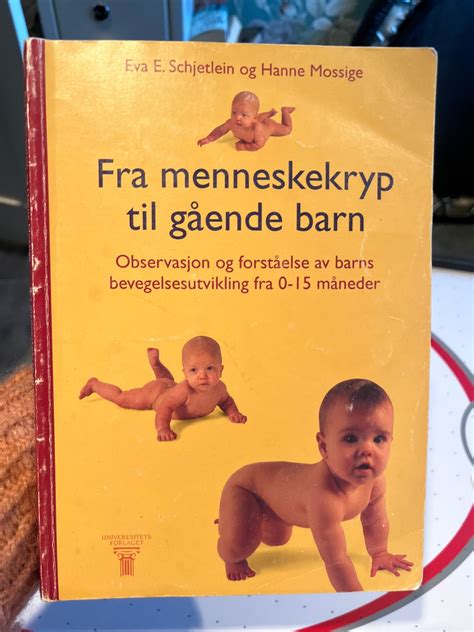 Eva E. Schjetlein og Hanne Mossige
Fra menneskekryp
til gående barn
Observasjon og forståelse av barns
bevegelsesutvikling fra 0-15 måneder
UNIVERSITETS
FORLAGET